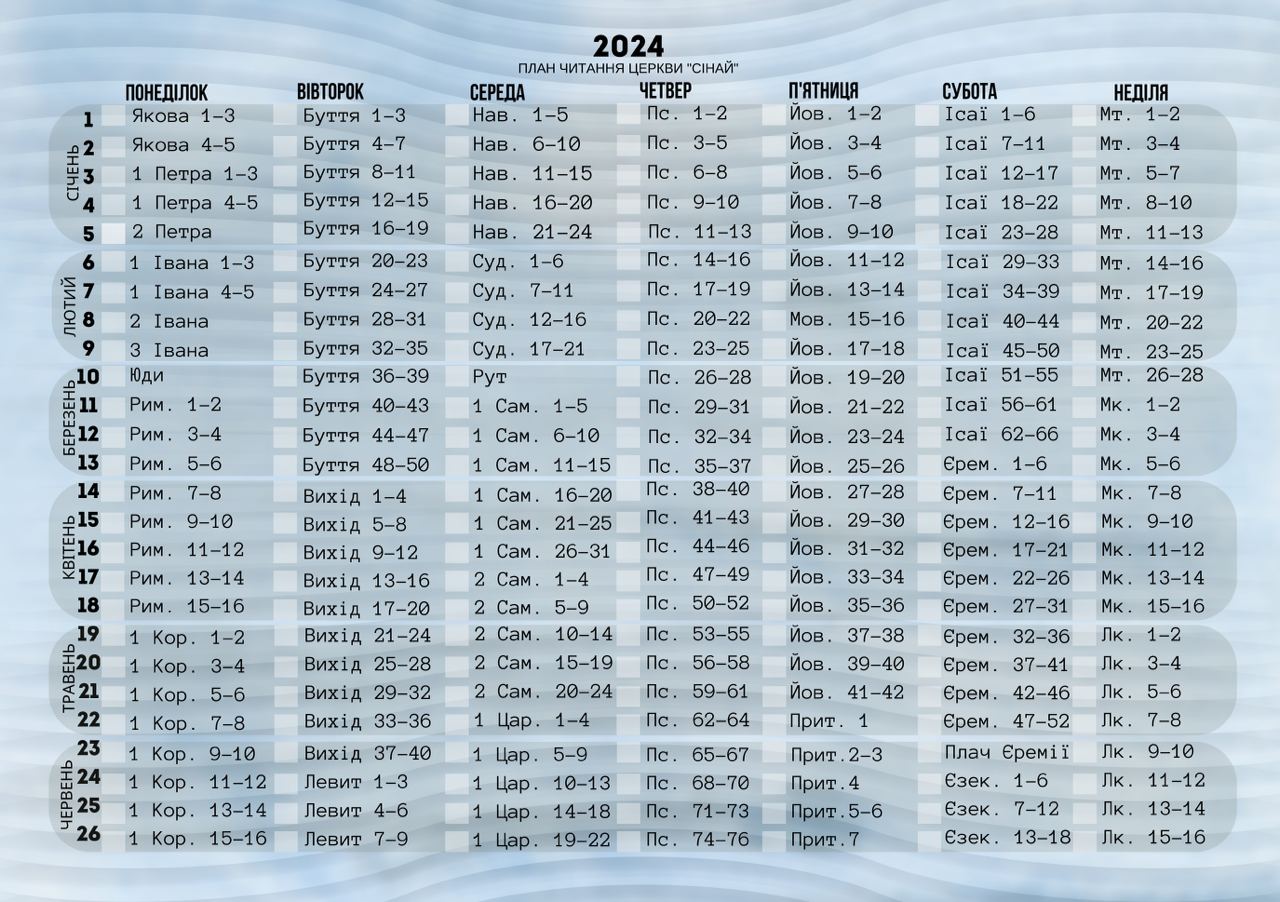 2024
ПЛАН ЧИТАННЯ ЦЕРКВИ "СІНАЙ"
ПОНЕДІЛОК ВІВТОРОК СЕРЕДА ЧЕТВЕР П'ЯТНИЦЯ СУБОТА НЕДІЛЯ
СІЧЕНЬ
1 Якова 1–3 Буття 1–3 Нав. 1–5 Пс. 1-2 Йов. 1-2 Ісаї 1-6 Мт. 1-2
2 Якова 4–5 Буття 4-7 Нав. 6–10 Пс. 3-5 Йов. 3-4 Ісаї 7-11 Мт. 3-4
3 1 Петра 1-3 Буття 8–11 Нав. 11–15 Пс. 6–8 Йов. 5-6 Ісаї 12–17 Мт. 5-7
4 1 Петра 4-5 Буття 12–15 Нав. 16–20 Пс. 9–10 Йов. 7-8 Ісаї 18–22 Мт. 8–10
5 2 Петра Буття 16–19 Нав. 21–24 Пс. 11–13 Йов. 9–10 Ісаї 23–28 Мт. 11–13
ЛЮТИЙ
6 1 Івана 1-3 Буття 20–23 Суд. 1–6 Пс. 14–16 Йов. 11–12 Ісаї 29–33 Мт. 14–16
7 1 Івана 4-5 Буття 24–27 Суд. 7–11 Пс. 17–19 Йов. 13–14 Ісаї 34–39 Мт. 17–19
8 2 Івана Буття 28–31 Суд. 12–16 Пс. 20–22 Мов. 15–16 Ісаї 40–44 Мт. 20–22
9 3 Івана Буття 32–35 Суд. 17–21 Пс. 23–25 Йов. 17–18 Ісаї 45–50 Мт. 23–25
БЕРЕЗЕНЬ
10 Юди Буття 36–39 Рут Пс. 26–28 Йов. 19–20 Ісаї 51–55 Мт. 26–28
11 Рим. 1-2 Буття 40–43 1 Сам. 1–5 Пс. 29–31 Йов. 21–22 Ісаї 56–61 Мк. 1-2
12 Рим. 3-4 Буття 44–47 1 Сам. 6–10 Пс. 32–34 Йов. 23–24 Ісаї 62–66 Мк. 3-4
13 Рим. 5-6 Буття 48–50 1 Сам. 11–15 Пс. 35–37 Йов. 25–26 Єрем. 1-6 Мк. 5-6
КВІТЕНЬ
14 Рим. 7-8 Вихід 1–4 1 Сам. 16–20 Пс. 38–40 Йов. 27–28 Єрем. 7–11 Мк. 7-8
15 Рим. 9–10 Вихід 5–8 1 Сам. 21–25 Пс. 41–43 Йов. 29–30 Єрем. 12–16 Мк. 9–10
16 Рим. 11–12 Вихід 9–12 1 Сам. 26–31 Пс. 44–46 Йов. 31–32 Єрем. 17–21 Мк. 11–12
17 Рим. 13–14 Вихід 13–16 2 Сам. 1–4 Пс. 47–49 Йов. 33–34 Єрем. 22–26 Мк. 13–14
18 Рим. 15–16 Вихід 17–20 2 Сам. 5–9 Пс. 50–52 Йов. 35–36 Єрем. 27–31 Мк. 15–16
ТРАВЕНЬ
19 1 Кор. 1-2 Вихід 21–24 2 Сам. 10–14 Пс. 53–55 Йов. 37–38 Єрем. 32–36 Лк. 1-2
20 1 Кор. 3-4 Вихід 25–28 2 Сам. 15–19 Пс. 56–58 Йов. 39–40 Єрем. 37–41 Лк. 3-4
21 1 Кор. 5-6 Вихід 29–32 2 Сам. 20–24 Пс. 59–61 Йов. 41–42 Єрем. 42–46 Лк. 5-6
22 1 Кор. 7-8 Вихід 33–36 1 Цар. 1–4 Пс. 62–64 Прит. 1 Єрем. 47–52 Лк. 7-8
ЧЕРВЕНЬ
23 1 Кор. 9–10 Вихід 37–40 1 Цар. 5–9 Пс. 65–67 Прит.2-3 Плач Єремії Лк. 9–10
24 1 Кор. 11–12 Левит 1–3 1 Цар. 10–13 Пс. 68–70 Прит.4 Єзек. 1–6 Лк. 11–12
25 1 Кор. 13–14 Левит 4–6 1 Цар. 14–18 Пс. 71–73 Прит.5-6 Єзек. 7–12 Лк. 13–14
26 1 Кор. 15–16 Левит 7–9 1 Цар. 19–22 Пс. 74–76 Прит.7 Єзек. 13–18 Лк. 15–16